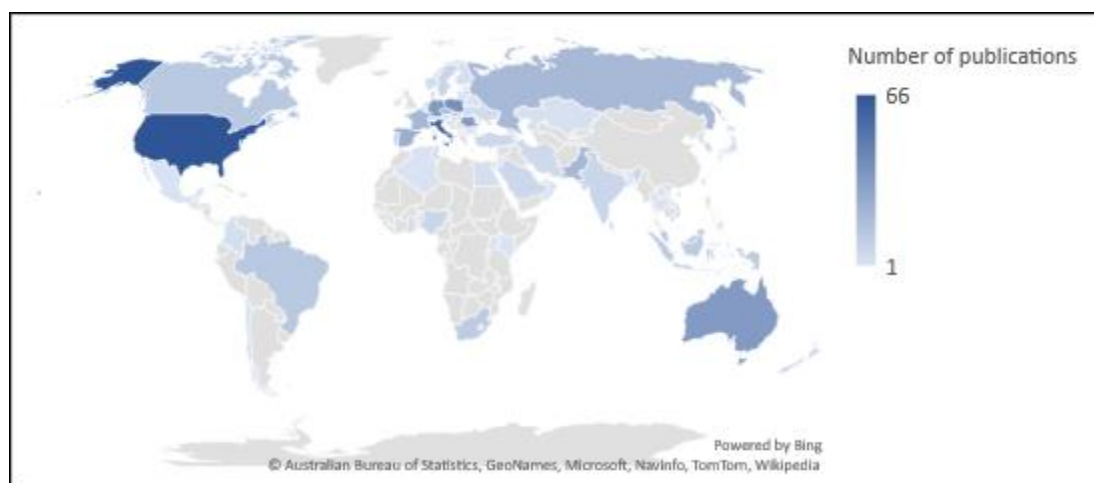 Number of publications
66
1
Powered by Bing
© Australian Bureau of Statistics, GeoNames, Microsoft, Navinfo, TomTom, Wikipedia